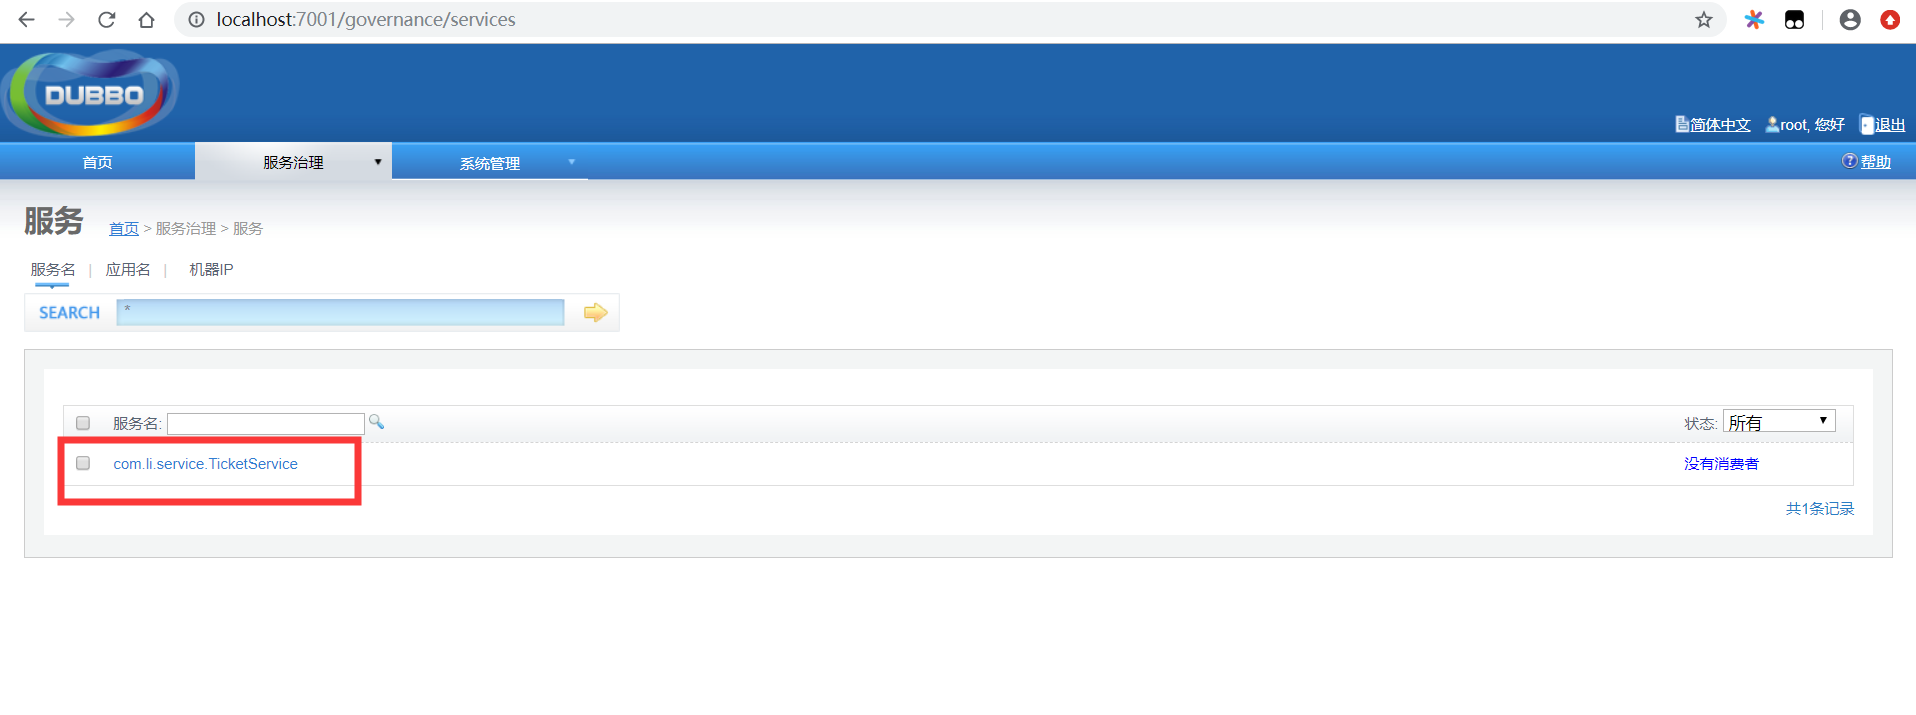 localhost:7001/governance/services
DUBBO
简体中文 root, 您好 退出
首页 服务治理 系统管理 帮助
服务 首页 > 服务治理 > 服务
服务名 | 应用名 | 机器IP
SEARCH *
服务名: 状态: 所有
com.li.service.TicketService 没有消费者
共1条记录